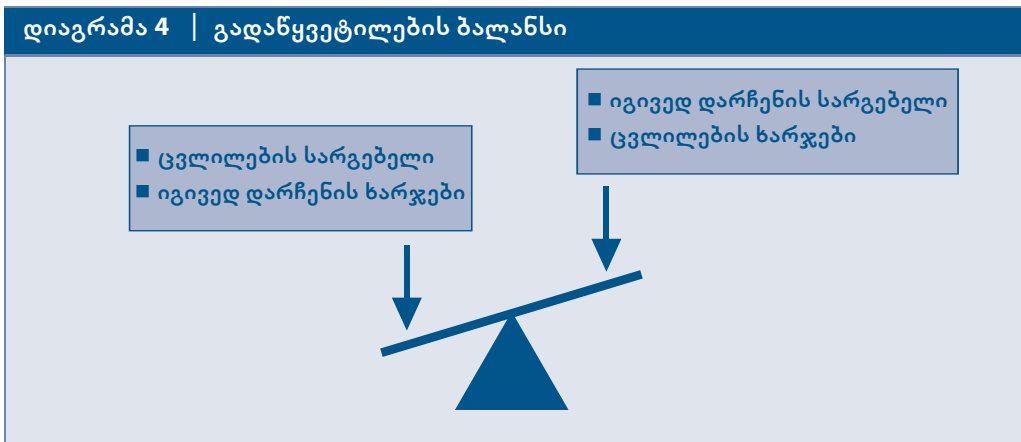 დიაგრამა 4 | გადაწყვეტილების ბალანსი
■ იგივედ დარჩენის სარგებელი
■ ცვლილების ხარჯები
■ ცვლილების სარგებელი
■ იგივედ დარჩენის ხარჯები